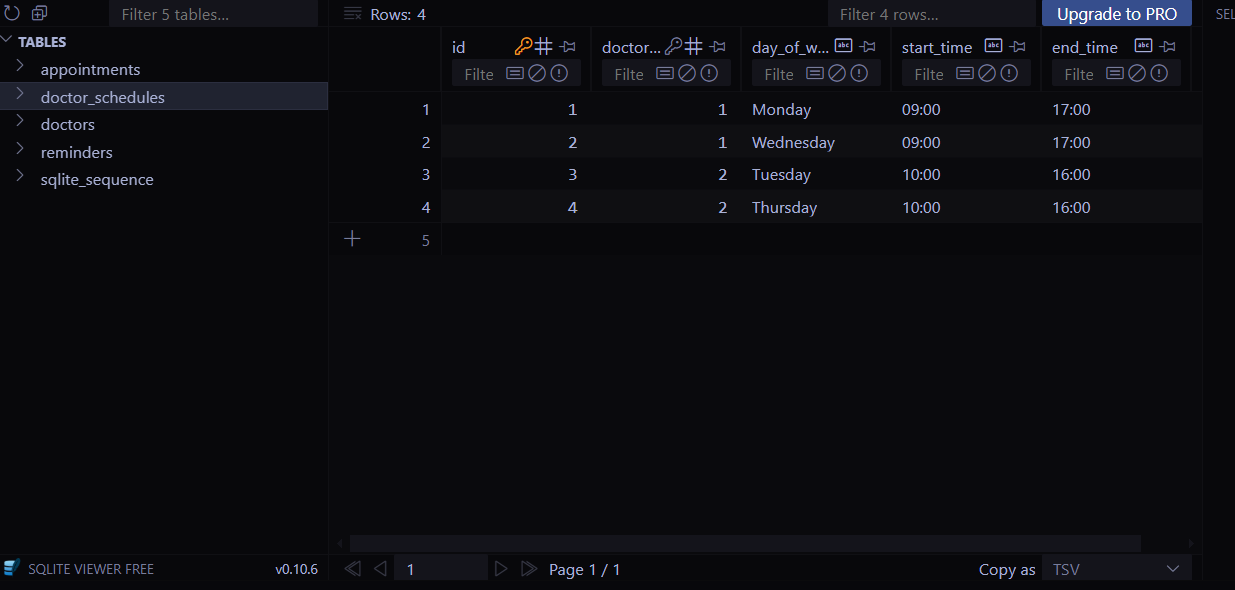 Filter 5 tables... Rows: 4 Filter 4 rows... Upgrade to PRO SEL
TABLES
appointments
doctor_schedules
doctors
reminders
sqlite_sequence
id doctor... day_of_w... start_time end_time
Filte Filte Filte Filte Filte
1 1 1 Monday 09:00 17:00
2 2 1 Wednesday 09:00 17:00
3 3 2 Tuesday 10:00 16:00
4 4 2 Thursday 10:00 16:00
5
SQLITE VIEWER FREE v0.10.6 1 Page 1 / 1 Copy as TSV